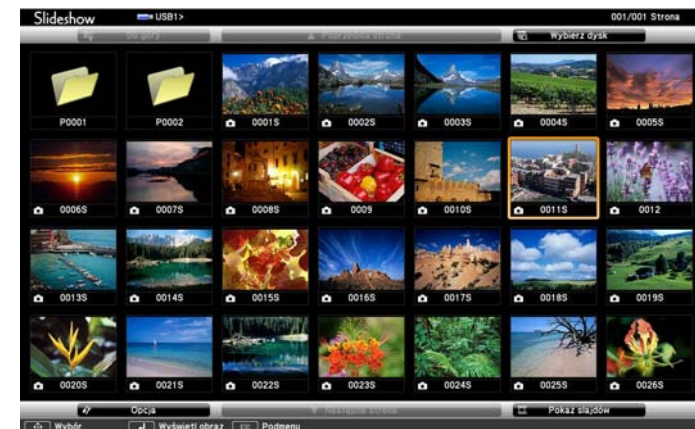 Slideshow USB1> 001/001 Strona
Do góry ▲ Poprzednia strona Wybierz dysk
P0001 P0002 0001S 0002S 0003S 0004S 0005S
0006S 0007S 0008S 0009 0010S 0011S 0012
0013S 0014S 0015S 0016S 0017S 0018S 0019S
0020S 0021S 0022S 0023S 0024S 0025S 0026S
Opcja ▼ Następna strona Pokaz slajdów
Wybór Wyświetl obraz Podmenu